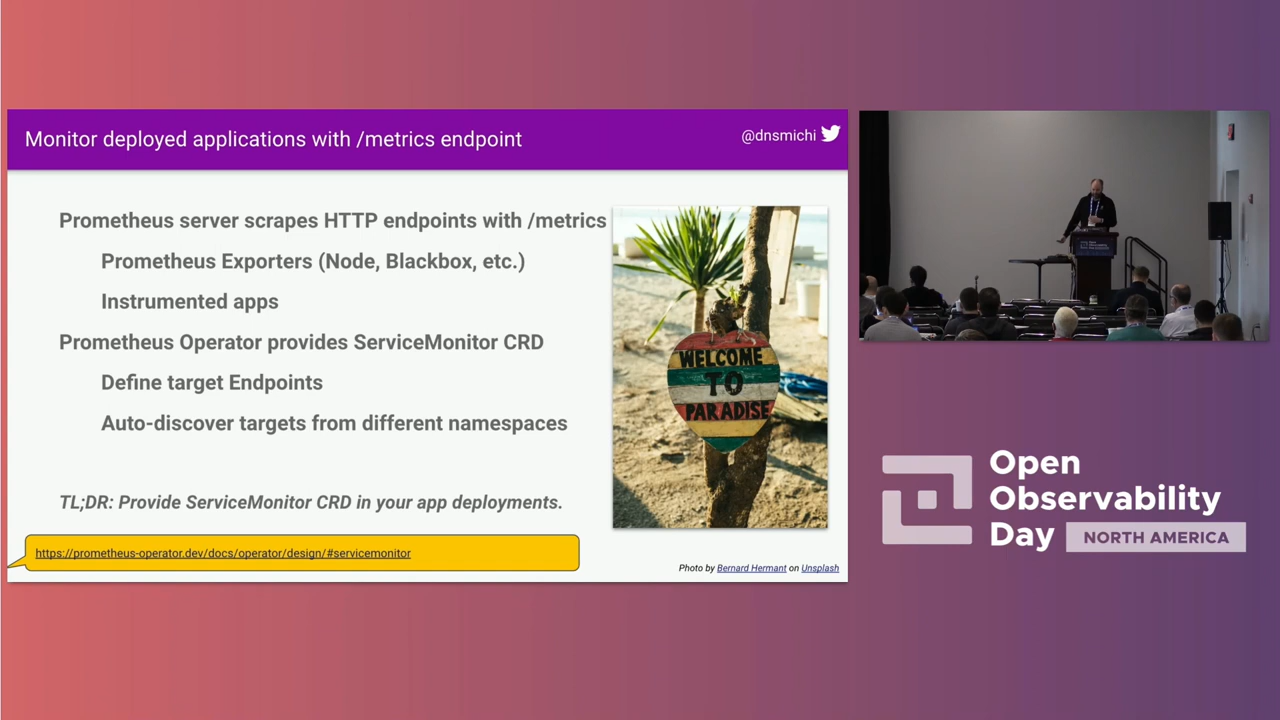 Monitor deployed applications with /metrics endpoint
@dnsmichi
Prometheus server scrapes HTTP endpoints with /metrics
Prometheus Exporters (Node, Blackbox, etc.)
Instrumented apps
Prometheus Operator provides ServiceMonitor CRD
Define target Endpoints
Auto-discover targets from different namespaces
TL;DR: Provide ServiceMonitor CRD in your app deployments.
https://prometheus-operator.dev/docs/operator/design/#servicemonitor
WELCOME
TO
PARADISE
Photo by Bernard Hermant on Unsplash
Open
Observability
Day
NORTH AMERICA